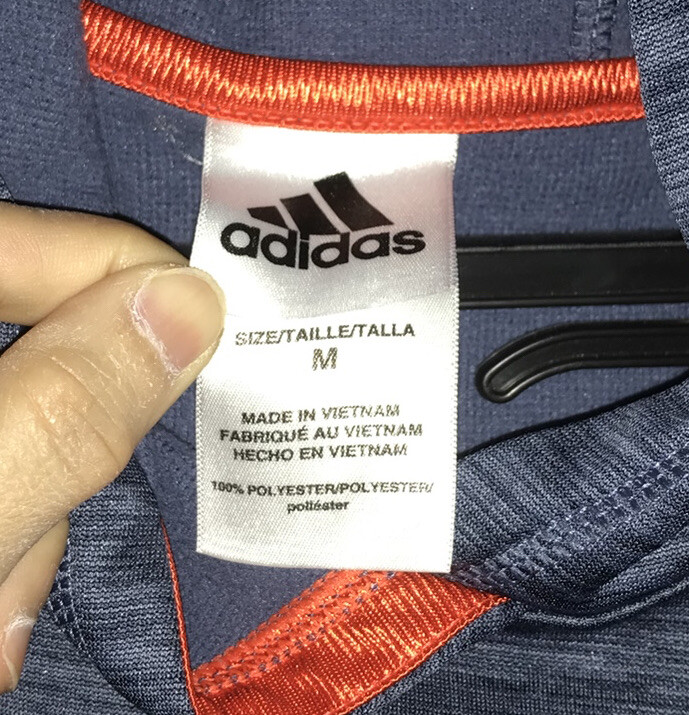 adidas
SIZE/TAILLE/TALLA
M
MADE IN VIETNAM
FABRIQUÉ AU VIETNAM
HECHO EN VIETNAM
100% POLYESTER/POLYESTER/
poliéster